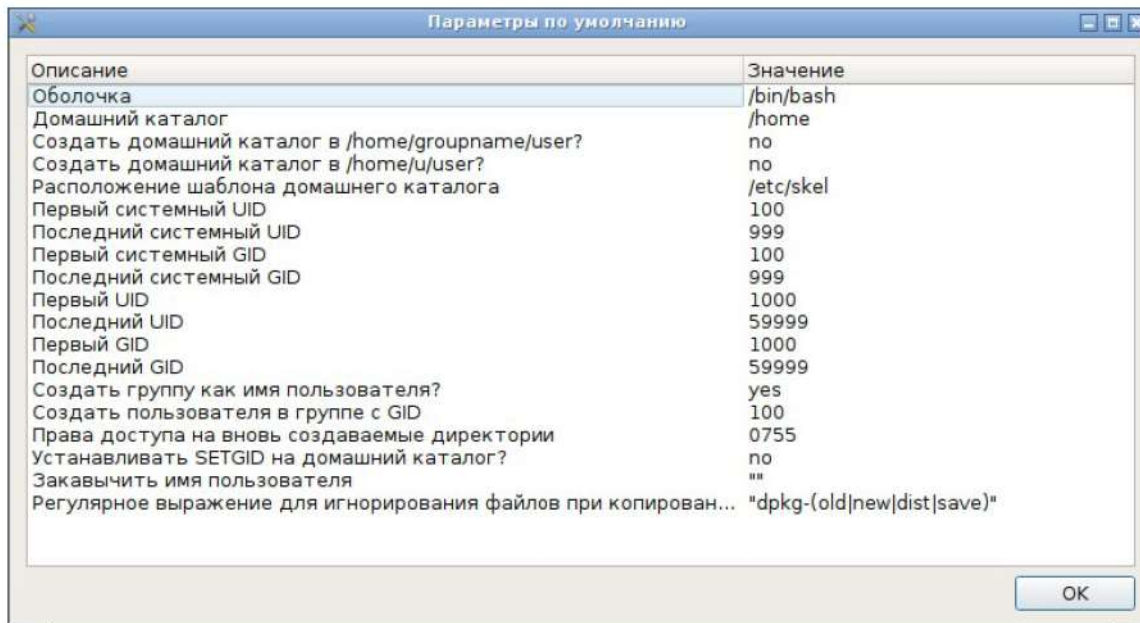 Параметры по умолчанию
Описание Значение
Оболочка /bin/bash
Домашний каталог /home
Создать домашний каталог в /home/groupname/user? no
Создать домашний каталог в /home/u/user? no
Расположение шаблона домашнего каталога /etc/skel
Первый системный UID 100
Последний системный UID 999
Первый системный GID 100
Последний системный GID 999
Первый UID 1000
Последний UID 59999
Первый GID 1000
Последний GID 59999
Создать группу как имя пользователя? yes
Создать пользователя в группе с GID 100
Права доступа на вновь создаваемые директории 0755
Устанавливать SETGID на домашний каталог? no
Закавычить имя пользователя ""
Регулярное выражение для игнорирования файлов при копирован... "dpkg-(old|new|dist|save)"
OK